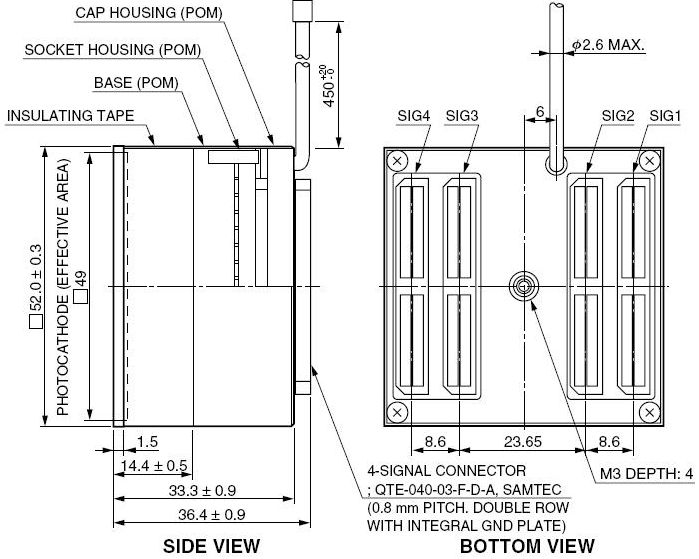 CAP HOUSING (POM)
SOCKET HOUSING (POM)
BASE (POM)
INSULATING TAPE
450 +20 -0
φ2.6 MAX.
6
SIG4
SIG3
SIG2
SIG1
□52.0 ± 0.3
PHOTOCATHODE (EFFECTIVE AREA)
□49
1.5
14.4 ± 0.5
33.3 ± 0.9
36.4 ± 0.9
8.6
23.65
8.6
M3 DEPTH: 4
4-SIGNAL CONNECTOR
; QTE-040-03-F-D-A, SAMTEC
(0.8 mm PITCH. DOUBLE ROW
WITH INTEGRAL GND PLATE)
SIDE VIEW
BOTTOM VIEW